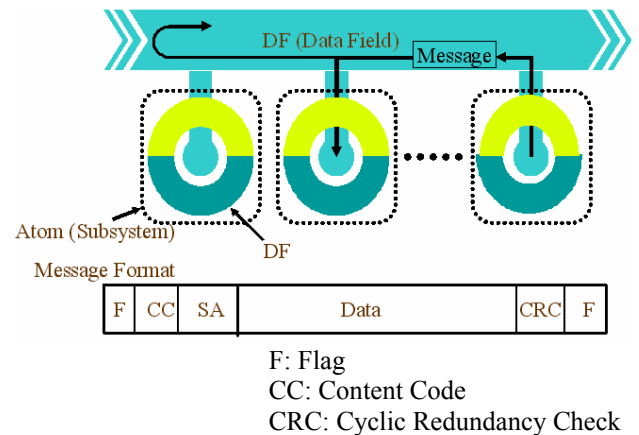 DF (Data Field)
Message
Atom (Subsystem)
DF
Message Format
F CC SA Data CRC F
F: Flag
CC: Content Code
CRC: Cyclic Redundancy Check